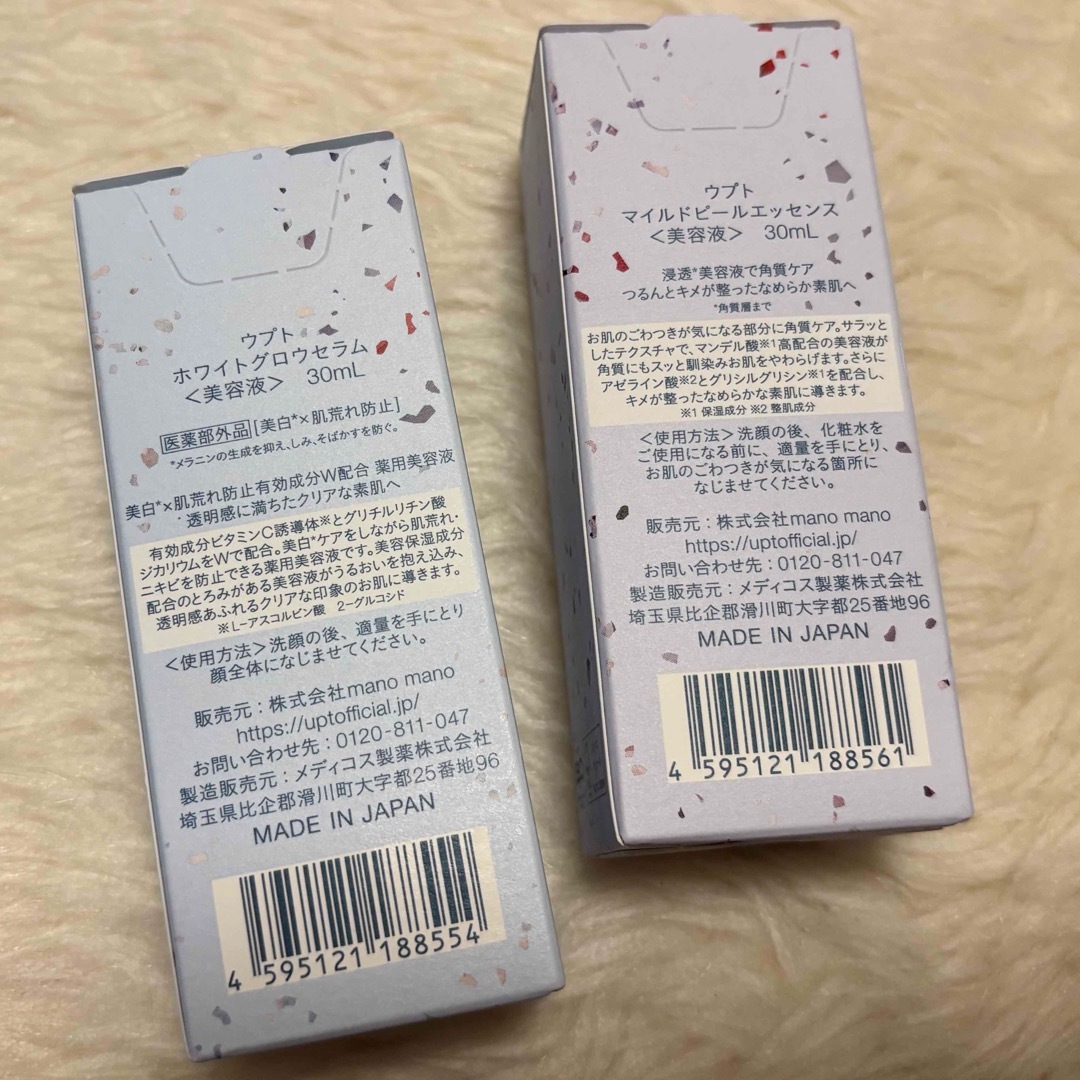 ウプト
ホワイトグロウセラム
＜美容液＞ 30mL
医薬部外品 [美白*×肌荒れ防止]
*メラニンの生成を抑え、しみ、そばかすを防ぐ。
美白*×肌荒れ防止有効成分W配合 薬用美容液
透明感に満ちたクリアな素肌へ
有効成分ビタミンC誘導体※とグリチルリチン酸
ジカリウムをWで配合。美白*ケアをしながら肌荒れ・
ニキビを防止できる薬用美容液です。美容保湿成分
配合のとろみがある美容液がうるおいを抱え込み、
透明感あふれるクリアな印象のお肌に導きます。
※L-アスコルビン酸 2-グルコシド
＜使用方法＞洗顔の後、適量を手にとり
顔全体になじませてください。
販売元：株式会社mano mano
https://uptofficial.jp/
お問い合わせ先：0120-811-047
製造販売元：メディコス製薬株式会社
埼玉県比企郡滑川町大字都25番地96
MADE IN JAPAN
4 595121 188554
ウプト
マイルドピールエッセンス
＜美容液＞ 30mL
浸透*美容液で角質ケア
つるんとキメが整ったなめらか素肌へ
*角質層まで
お肌のごわつきが気になる部分に角質ケア。サラッと
したテクスチャで、マンデル酸※1高配合の美容液が
角質にもスッと馴染みお肌をやわらげます。さらに
アゼライン酸※2とグリシルグリシン※1を配合し、
キメが整ったなめらかな素肌に導きます。
※1 保湿成分 ※2 整肌成分
＜使用方法＞洗顔の後、化粧水を
ご使用になる前に、適量を手にとり、
お肌のごわつきが気になる箇所に
なじませてください。
販売元：株式会社mano mano
https://uptofficial.jp/
お問い合わせ先：0120-811-047
製造販売元：メディコス製薬株式会社
埼玉県比企郡滑川町大字都25番地96
MADE IN JAPAN
4 595121 188561